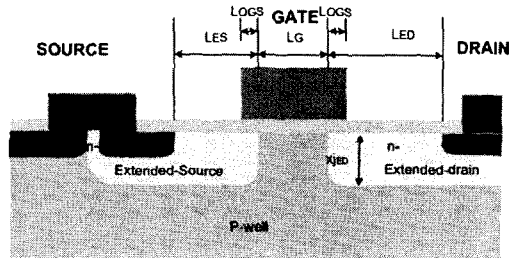 LOGS GATE LOGS
SOURCE LES LG LED DRAIN
n- XjED n-
Extended-Source Extended-drain
P-well